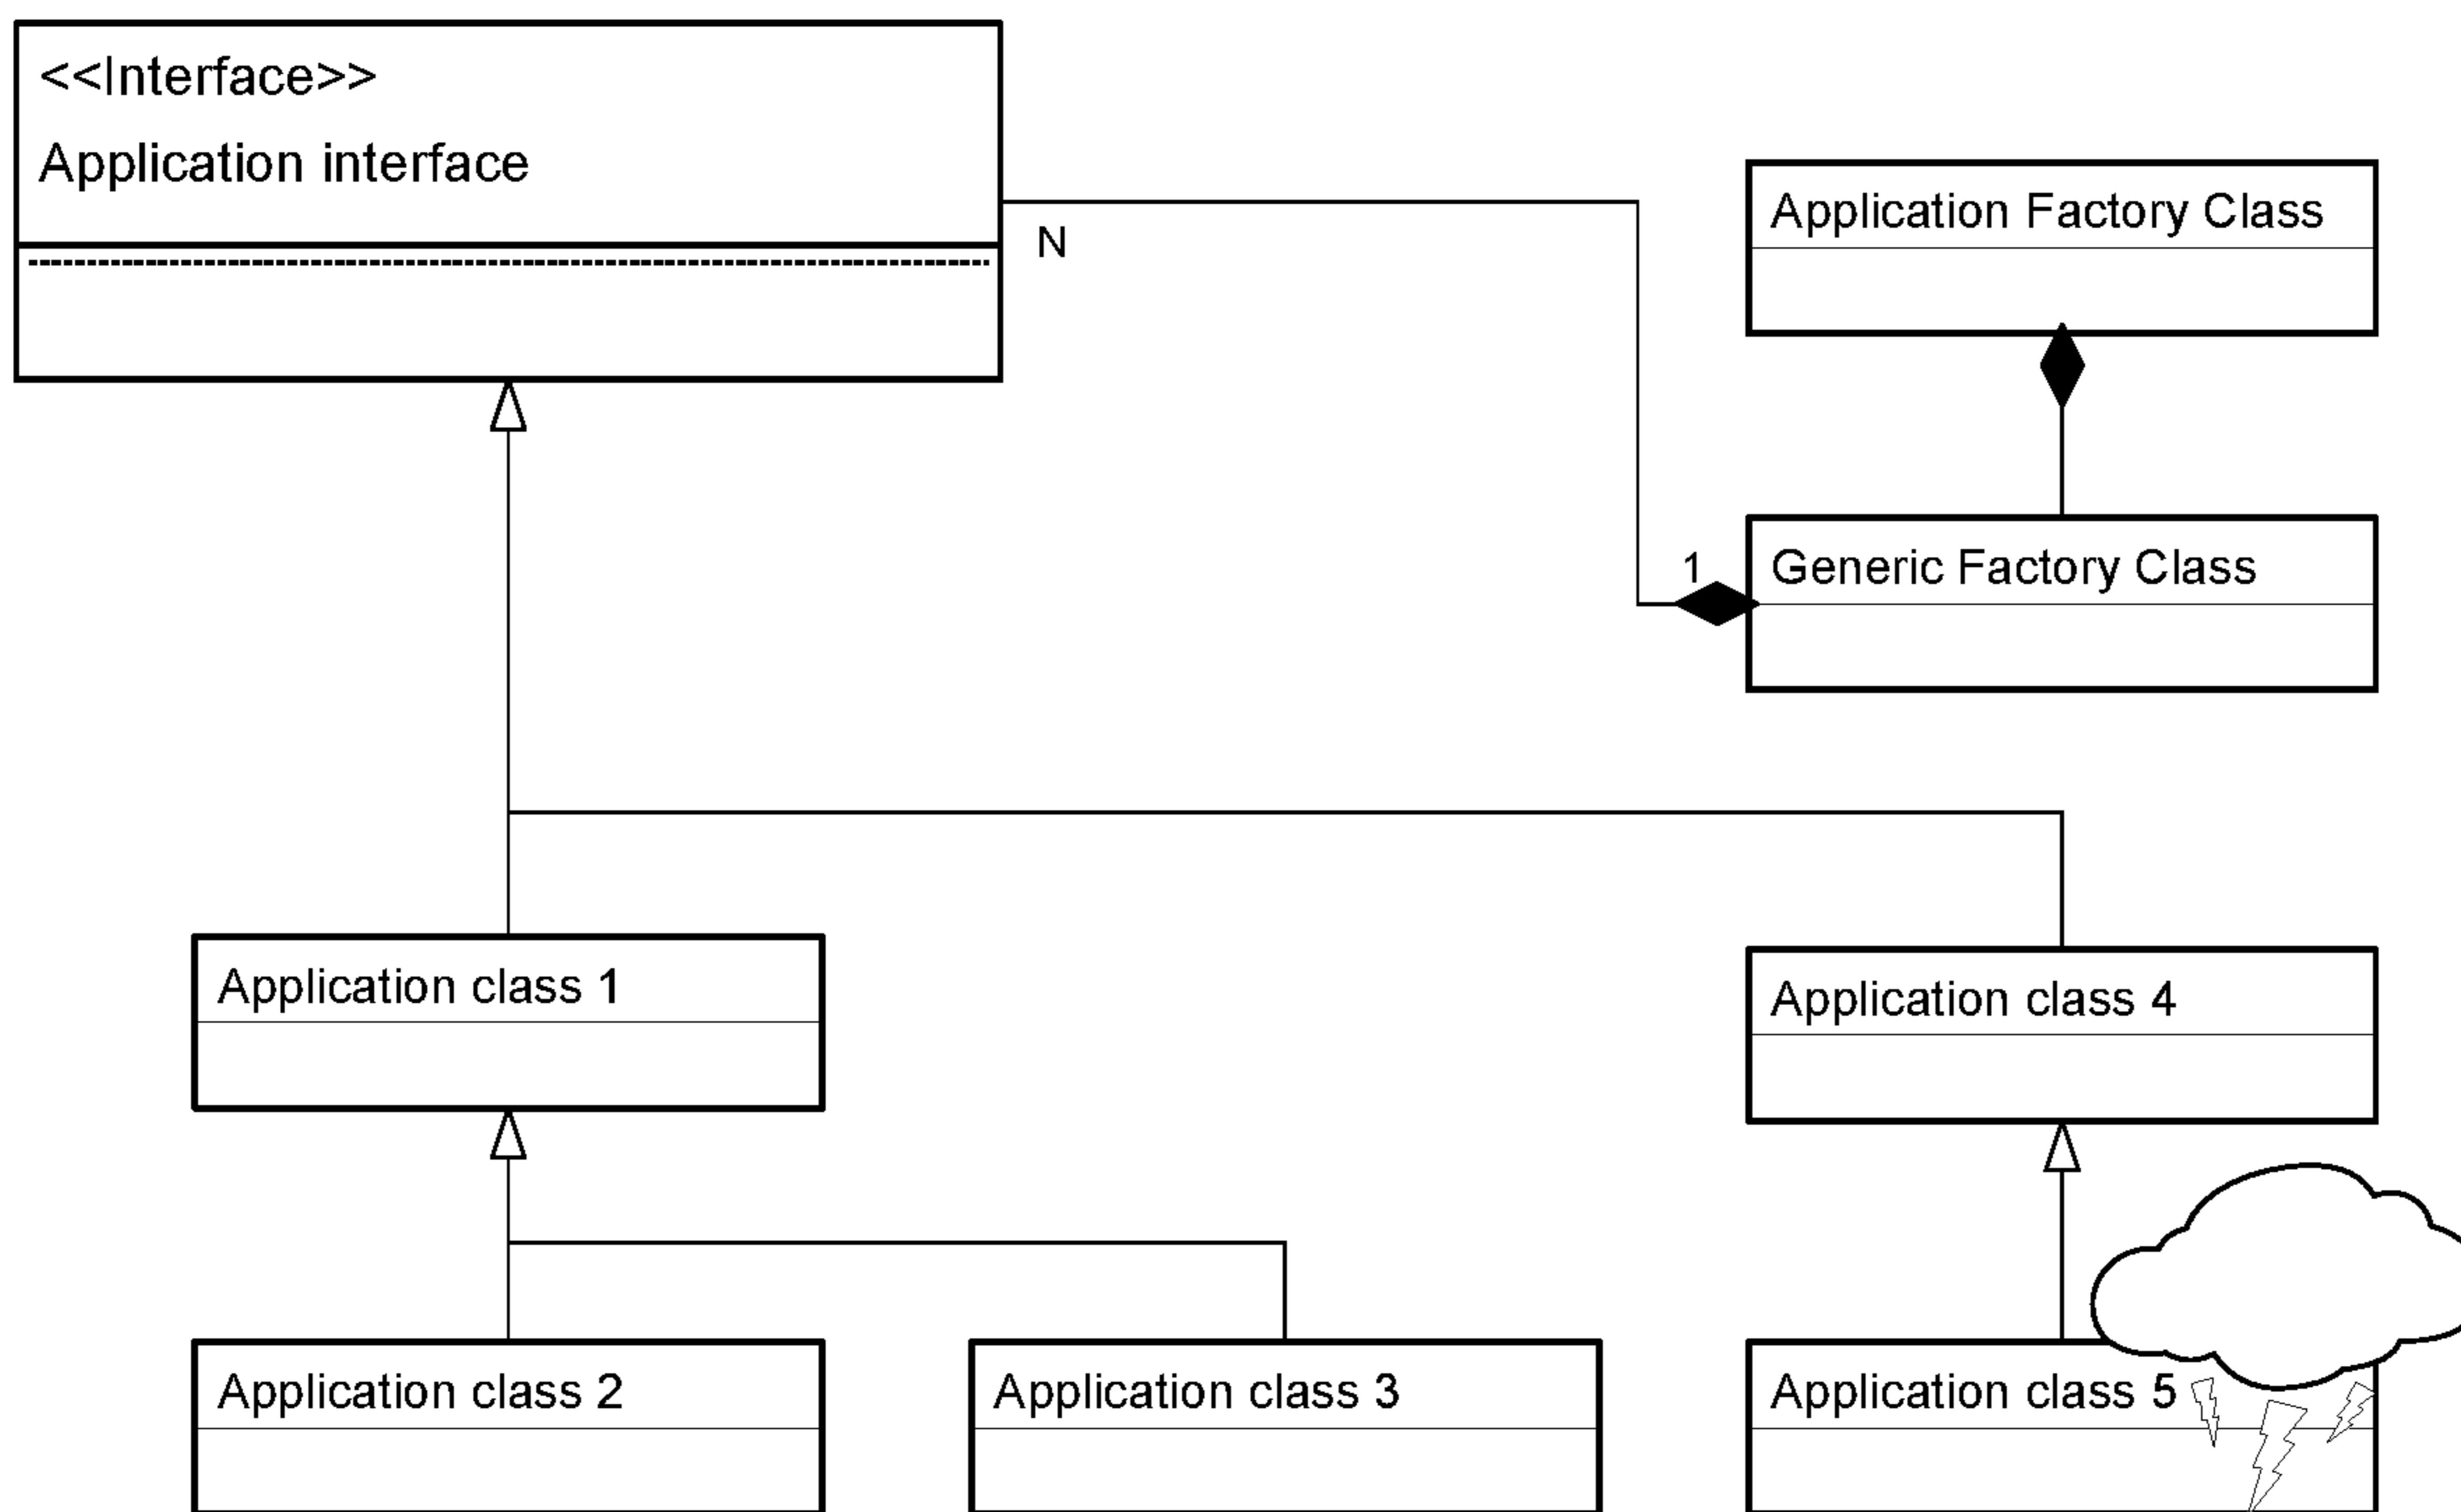 <<Interface>>
Application interface
N
Application Factory Class
1
Generic Factory Class
Application class 1
Application class 4
Application class 2
Application class 3
Application class 5